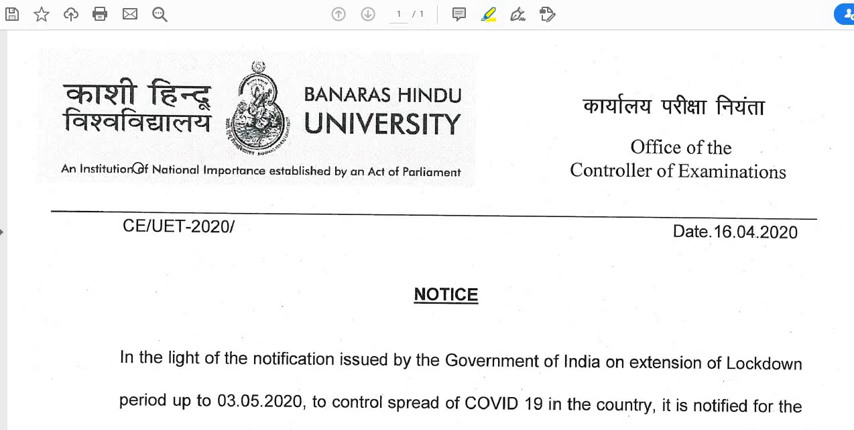 1 / 1
काशी हिन्दू
विश्वविद्यालय
BANARAS HINDU
UNIVERSITY
An Institution Of National Importance established by an Act of Parliament
कार्यालय परीक्षा नियंता
Office of the
Controller of Examinations
CE/UET-2020/
Date.16.04.2020
NOTICE
In the light of the notification issued by the Government of India on extension of Lockdown
period up to 03.05.2020, to control spread of COVID 19 in the country, it is notified for the